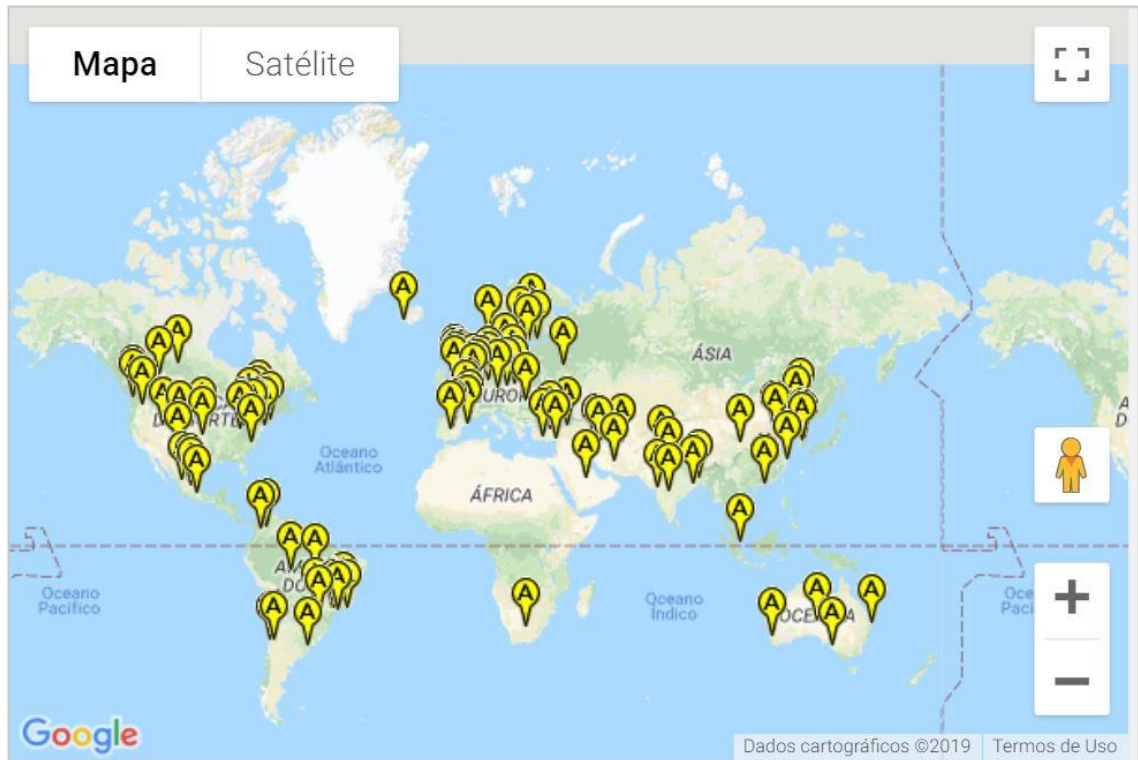 Mapa
Satélite
ÁSIA
Oceano
Atlântico
ÁFRICA
Oceano
Pacífico
Oceano
Índico
Google
Dados cartográficos ©2019
Termos de Uso